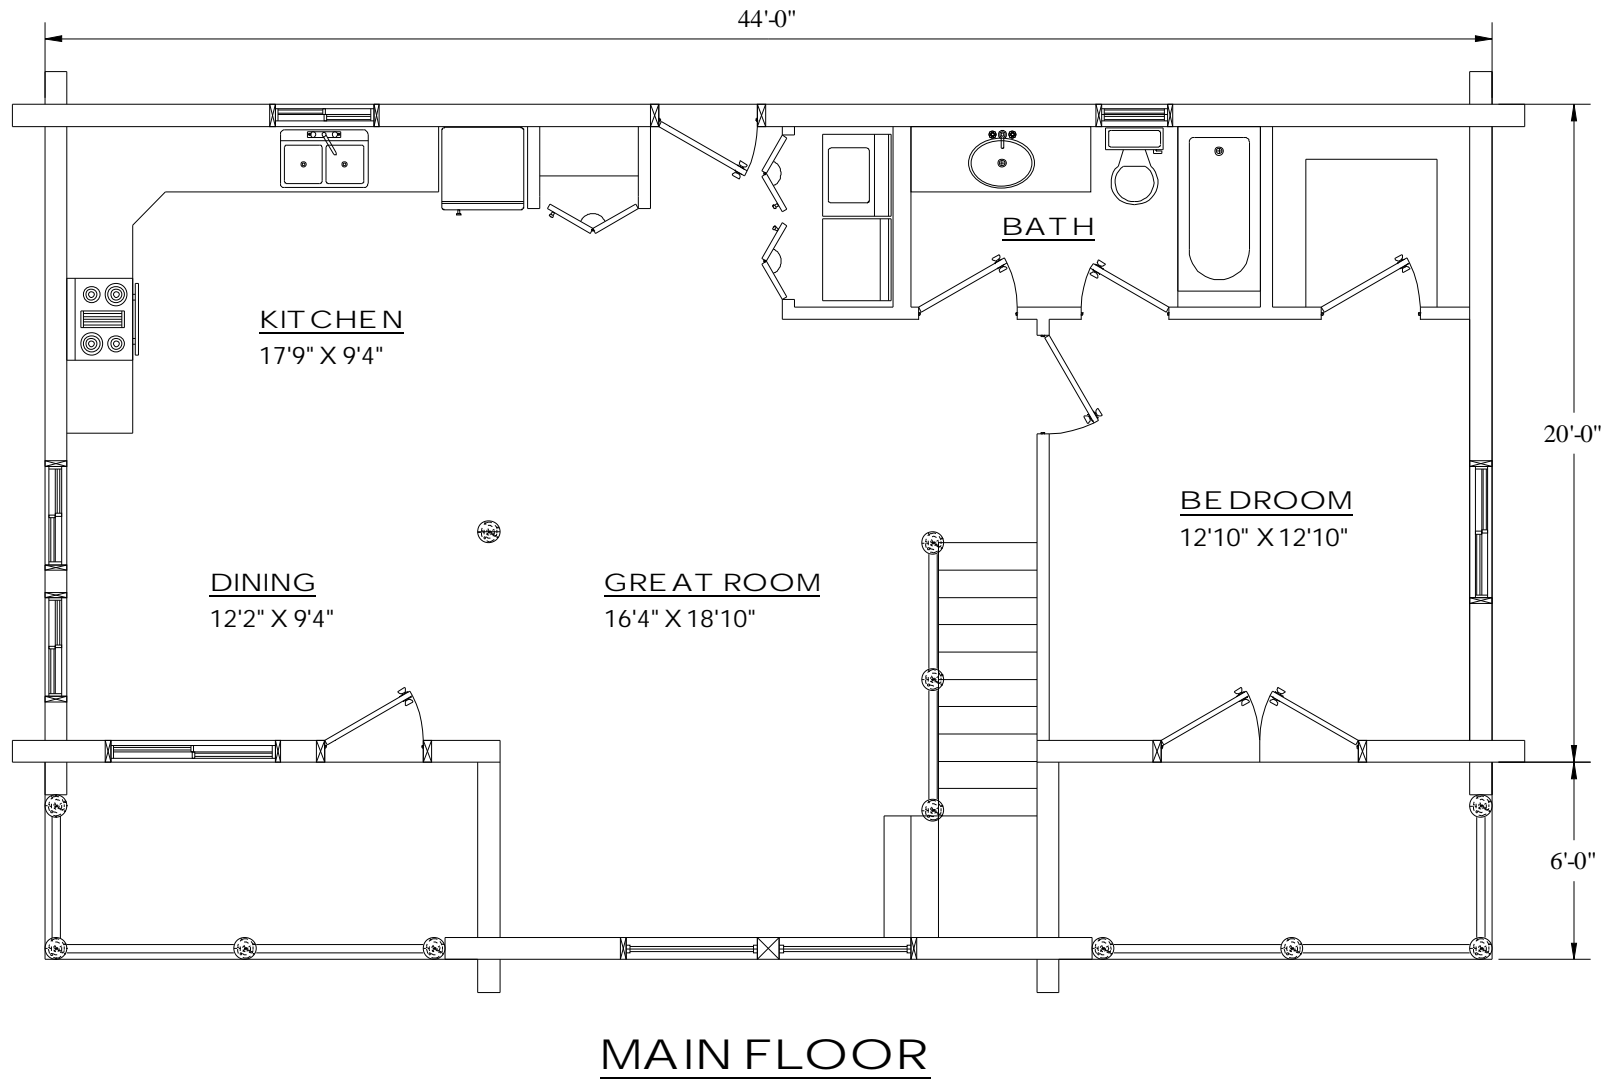 44'-0"
BATH
KITCHEN
17'9" X 9'4"
20'-0"
BEDROOM
12'10" X 12'10"
DINING
12'2" X 9'4"
GREAT ROOM
16'4" X 18'10"
6'-0"
MAIN FLOOR